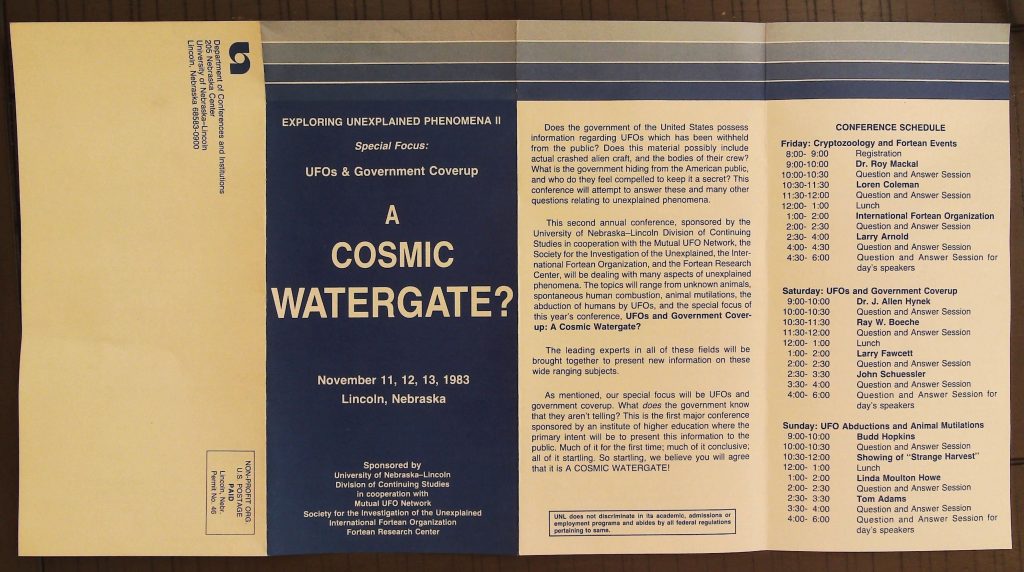 Department of Conferences and Institutions
205 Nebraska Center
University of Nebraska–Lincoln
Lincoln, Nebraska 68583-0900
NON-PROFIT ORG.
U.S. POSTAGE
PAID
Lincoln, Nebr.
Permit No. 46
EXPLORING UNEXPLAINED PHENOMENA II
Special Focus:
UFOs & Government Coverup
A
COSMIC
WATERGATE?
November 11, 12, 13, 1983
Lincoln, Nebraska
Sponsored by
University of Nebraska–Lincoln
Division of Continuing Studies
in cooperation with
Mutual UFO Network
Society for the Investigation of the Unexplained
International Fortean Organization
Fortean Research Center
Does the government of the United States possess
information regarding UFOs which has been withheld
from the public? Does this material possibly include
actual crashed alien craft, and the bodies of their crew?
What is the government hiding from the American public,
and who do they feel compelled to keep it a secret? This
conference will attempt to answer these and many other
questions relating to unexplained phenomena.
This second annual conference, sponsored by the
University of Nebraska–Lincoln Division of Continuing
Studies in cooperation with the Mutual UFO Network, the
Society for the Investigation of the Unexplained, the Inter-
national Fortean Organization, and the Fortean Research
Center, will be dealing with many aspects of unexplained
phenomena. The topics will range from unknown animals,
spontaneous human combustion, animal mutilations, the
abduction of humans by UFOs, and the special focus of
this year's conference, UFOs and Government Cover-
up: A Cosmic Watergate?
The leading experts in all of these fields will be
brought together to present new information on these
wide ranging subjects.
As mentioned, our special focus will be UFOs and
government coverup. What does the government know
that they aren't telling? This is the first major conference
sponsored by an institute of higher education where the
primary intent will be to present this information to the
public. Much of it for the first time; much of it conclusive;
all of it startling. So startling, we believe you will agree
that it is A COSMIC WATERGATE!
UNL does not discriminate in its academic, admissions or
employment programs and abides by all federal regulations
pertaining to same.
CONFERENCE SCHEDULE
Friday: Cryptozoology and Fortean Events
8:00- 9:00 Registration
9:00-10:00 Dr. Roy Mackal
10:00-10:30 Question and Answer Session
10:30-11:30 Loren Coleman
11:30-12:00 Question and Answer Session
12:00- 1:00 Lunch
1:00- 2:00 International Fortean Organization
2:00- 2:30 Question and Answer Session
2:30- 4:00 Larry Arnold
4:00- 4:30 Question and Answer Session
4:30- 6:00 Question and Answer Session for
day's speakers
Saturday: UFOs and Government Coverup
9:00-10:00 Dr. J. Allen Hynek
10:00-10:30 Question and Answer Session
10:30-11:30 Ray W. Boeche
11:30-12:00 Question and Answer Session
12:00- 1:00 Lunch
1:00- 2:00 Larry Fawcett
2:00- 2:30 Question and Answer Session
2:30- 3:30 John Schuessler
3:30- 4:00 Question and Answer Session
4:00- 6:00 Question and Answer Session for
day's speakers
Sunday: UFO Abductions and Animal Mutilations
9:00-10:00 Budd Hopkins
10:00-10:30 Question and Answer Session
10:30-12:00 Showing of "Strange Harvest"
12:00- 1:00 Lunch
1:00- 2:00 Linda Moulton Howe
2:00- 2:30 Question and Answer Session
2:30- 3:30 Tom Adams
3:30- 4:00 Question and Answer Session
4:00- 6:00 Question and Answer Session for
day's speakers